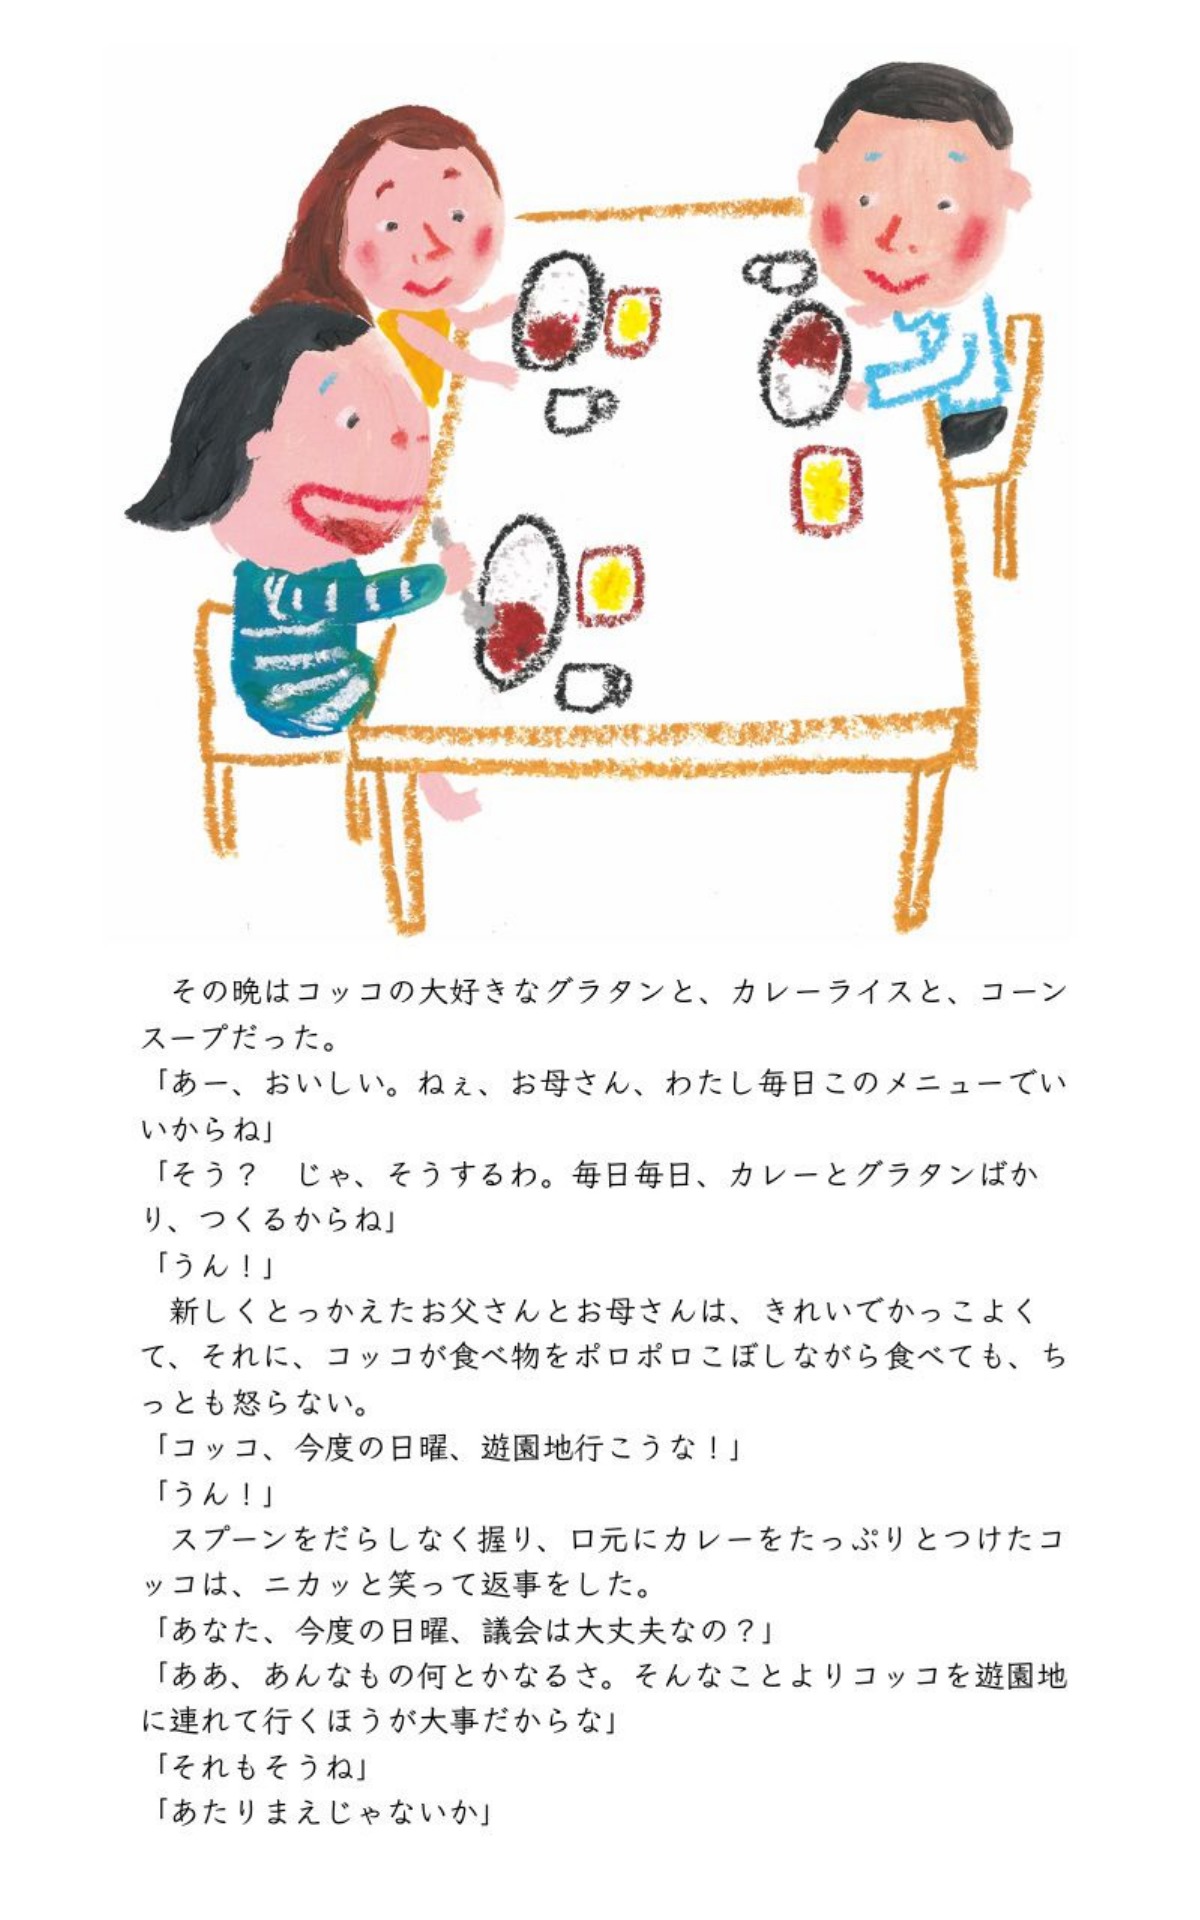 その晩はコッコの大好きなグラタンと、カレーライスと、コーン
スープだった。
「あー、おいしい。ねぇ、お母さん、わたし毎日このメニューでい
いからね」
「そう？　じゃ、そうするわ。毎日毎日、カレーとグラタンばか
り、つくるからね」
「うん！」
　新しくとっかえたお父さんとお母さんは、きれいでかっこよく
て、それに、コッコが食べ物をポロポロこぼしながら食べても、ち
っとも怒らない。
「コッコ、今度の日曜、遊園地行こうな！」
「うん！」
　スプーンをだらしなく握り、口元にカレーをたっぷりとつけたコ
ッコは、ニカッと笑って返事をした。
「あなた、今度の日曜、議会は大丈夫なの？」
「ああ、あんなもの何とかなるさ。そんなことよりコッコを遊園地
に連れて行くほうが大事だからな」
「それもそうね」
「あたりまえじゃないか」